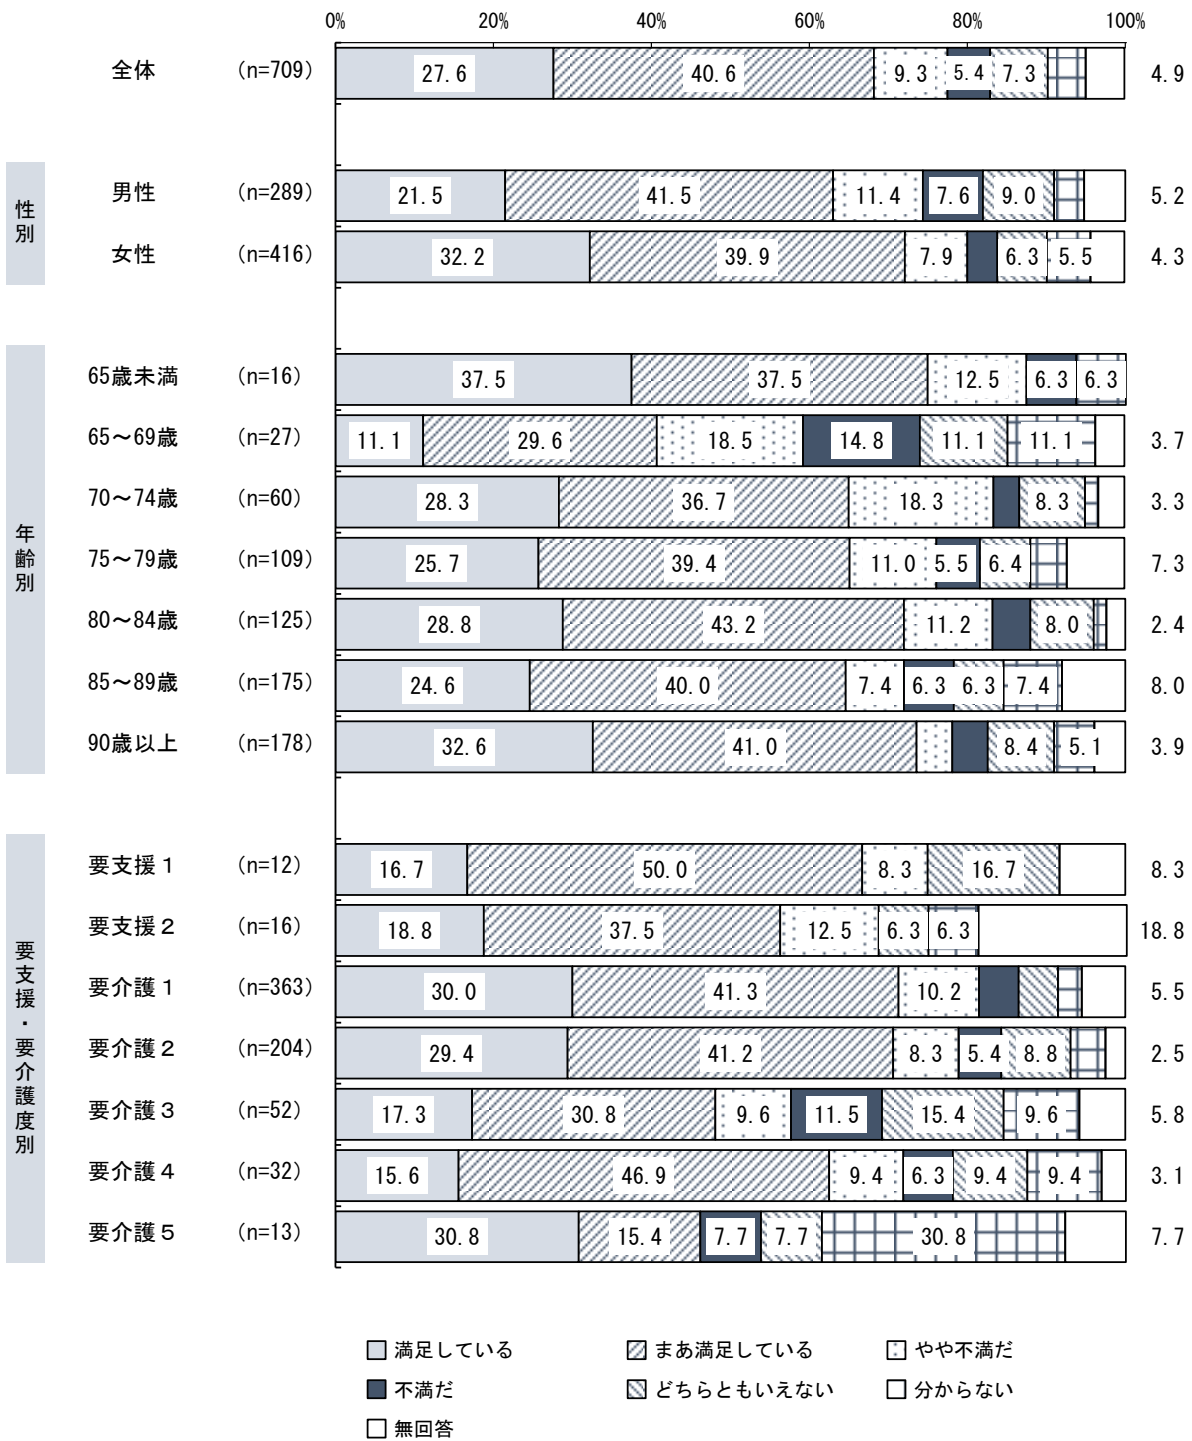 0% 20% 40% 60% 80% 100%
全体 (n=709) 27.6 40.6 9.3 5.4 7.3 4.9
性別
男性 (n=289) 21.5 41.5 11.4 7.6 9.0 5.2
女性 (n=416) 32.2 39.9 7.9 6.3 5.5 4.3
年齢別
65歳未満 (n=16) 37.5 37.5 12.5 6.3 6.3
65～69歳 (n=27) 11.1 29.6 18.5 14.8 11.1 11.1 3.7
70～74歳 (n=60) 28.3 36.7 18.3 8.3 3.3
75～79歳 (n=109) 25.7 39.4 11.0 5.5 6.4 7.3
80～84歳 (n=125) 28.8 43.2 11.2 8.0 2.4
85～89歳 (n=175) 24.6 40.0 7.4 6.3 6.3 7.4 8.0
90歳以上 (n=178) 32.6 41.0 8.4 5.1 3.9
要支援・要介護度別
要支援１ (n=12) 16.7 50.0 8.3 16.7 8.3
要支援２ (n=16) 18.8 37.5 12.5 6.3 6.3 18.8
要介護１ (n=363) 30.0 41.3 10.2 5.5
要介護２ (n=204) 29.4 41.2 8.3 5.4 8.8 2.5
要介護３ (n=52) 17.3 30.8 9.6 11.5 15.4 9.6 5.8
要介護４ (n=32) 15.6 46.9 9.4 6.3 9.4 9.4 3.1
要介護５ (n=13) 30.8 15.4 7.7 7.7 30.8 7.7
満足している まあ満足している やや不満だ
不満だ どちらともいえない 分からない
無回答